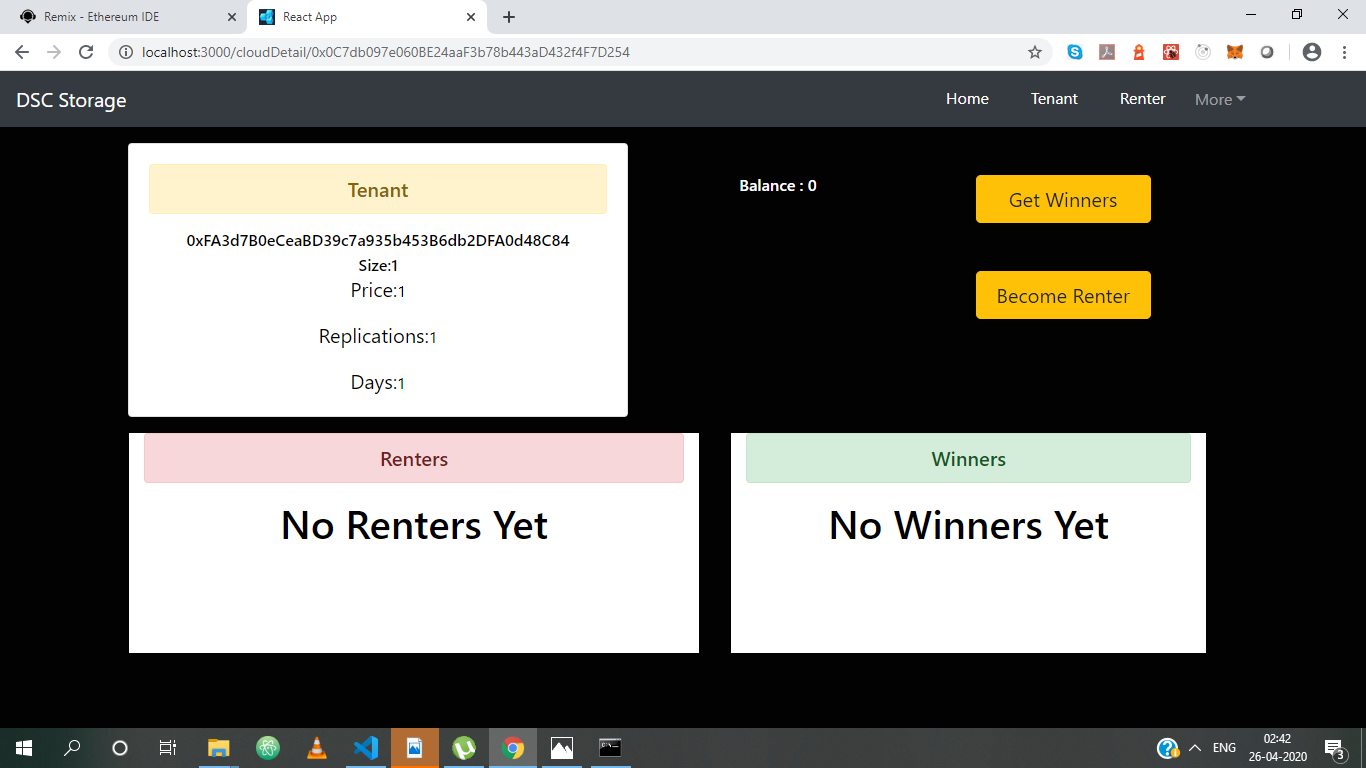 Remix - Ethereum IDE
React App
localhost:3000/cloudDetail/0x0C7db097e060BE24aaF3b78b443aD432f4F7D254
DSC Storage
Home
Tenant
Renter
More
Tenant
0xFA3d7B0eCeaBD39c7a935b453B6db2DFA0d48C84
Size:1
Price:1
Replications:1
Days:1
Balance : 0
Get Winners
Become Renter
Renters
No Renters Yet
Winners
No Winners Yet
ENG
02:42
26-04-2020
3